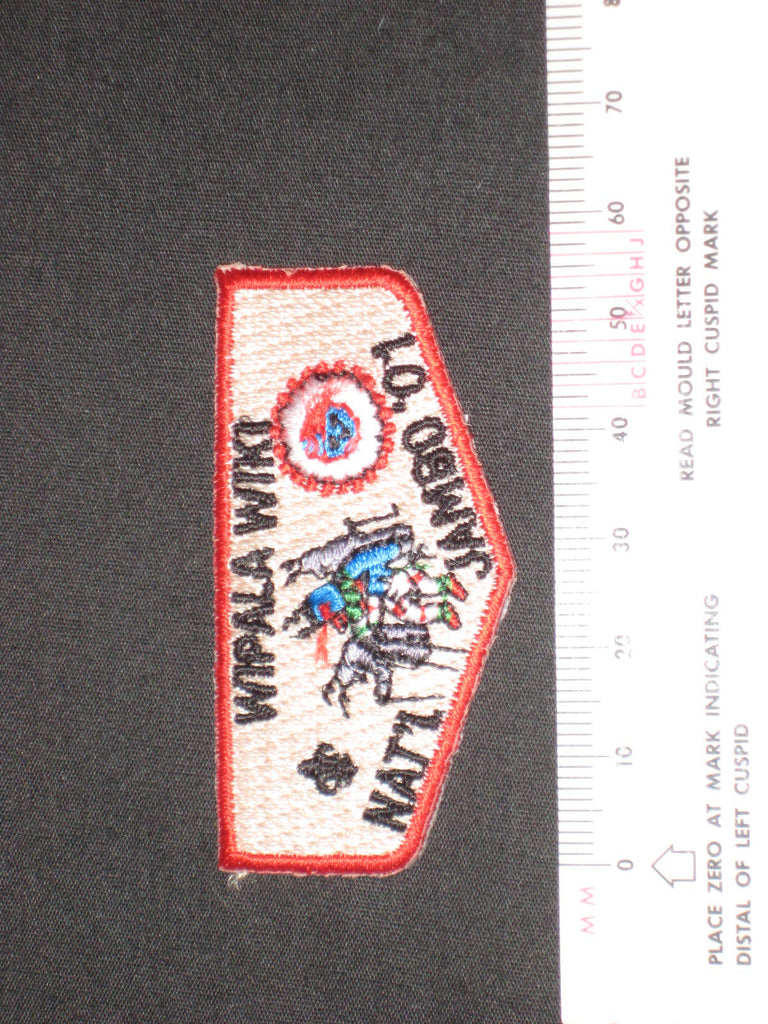 WIPALA WIKI
NAT'L JAMBO '01
0 10 20 30 40 50 60 70 8
MM
B C D E F X G H J
PLACE ZERO AT MARK INDICATING
DISTAL OF LEFT CUSPID
READ MOULD LETTER OPPOSITE
RIGHT CUSPID MARK